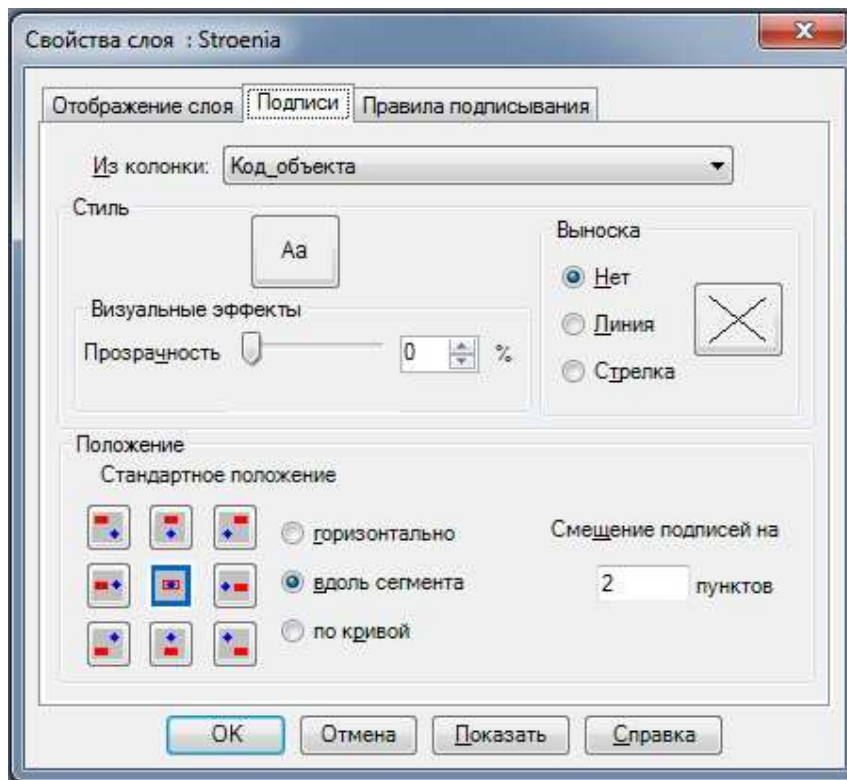 Свойства слоя : Stroenia
Отображение слоя Подписи Правила подписывания
Из колонки: Код_объекта
Стиль
Aa
Выноска
Нет
Линия
Стрелка
Визуальные эффекты
Прозрачность 0 %
Положение
Стандартное положение
горизонтально
вдоль сегмента
по кривой
Смещение подписей на
2 пунктов
OK Отмена Показать Справка